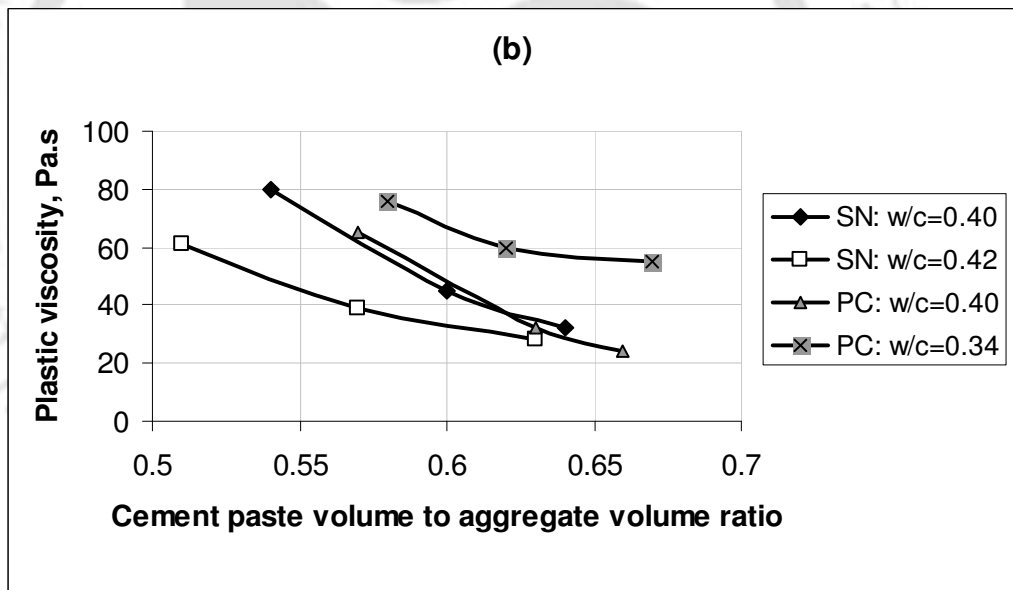 (b)
Plastic viscosity, Pa.s
100
80
60
40
20
0
0.5 0.55 0.6 0.65 0.7
Cement paste volume to aggregate volume ratio
SN: w/c=0.40
SN: w/c=0.42
PC: w/c=0.40
PC: w/c=0.34